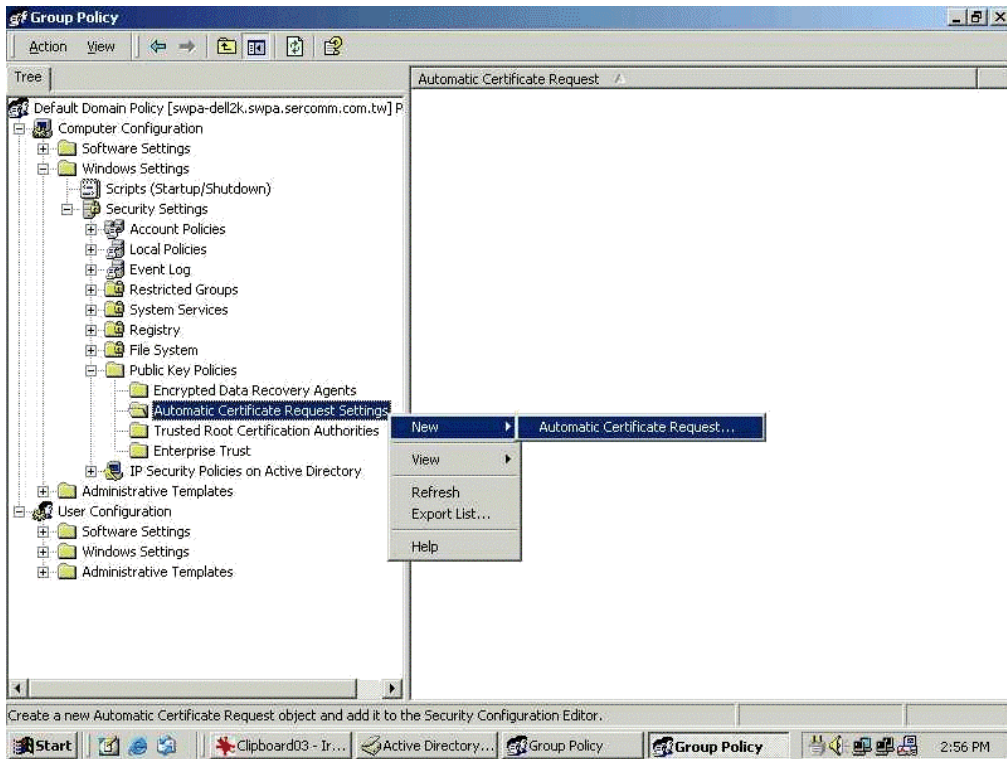 Group Policy
Action View
Tree
Automatic Certificate Request
Default Domain Policy [swpa-dell2k.swpa.sercomm.com.tw] P
Computer Configuration
Software Settings
Windows Settings
Scripts (Startup/Shutdown)
Security Settings
Account Policies
Local Policies
Event Log
Restricted Groups
System Services
Registry
File System
Public Key Policies
Encrypted Data Recovery Agents
Automatic Certificate Request Settings
Trusted Root Certification Authorities
Enterprise Trust
IP Security Policies on Active Directory
Administrative Templates
User Configuration
Software Settings
Windows Settings
Administrative Templates
New
Automatic Certificate Request...
View
Refresh
Export List...
Help
Create a new Automatic Certificate Request object and add it to the Security Configuration Editor.
Start Clipboard03 - Ir... Active Directory... Group Policy Group Policy 2:56 PM